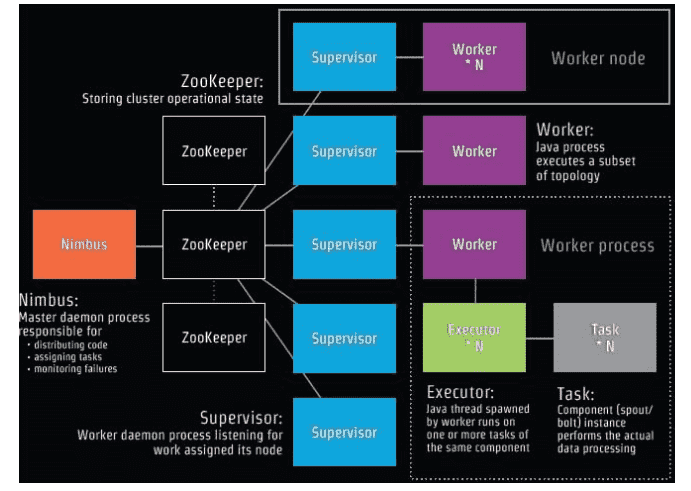 Supervisor
Worker
* N
Worker node
ZooKeeper:
Storing cluster operational state
ZooKeeper
Supervisor
Worker
Worker:
Java process
executes a subset
of topology
Nimbus
ZooKeeper
Supervisor
Worker
Worker process
Nimbus:
Master daemon process
responsible for
• distributing code
• assigning tasks
• monitoring failures
ZooKeeper
Supervisor
Executor
* N
Task
* N
Executor:
Java thread spawned
by worker runs on
one or more tasks of
the same component
Task:
Component (spout/
bolt) instance
performs the actual
data processing
Supervisor:
Worker daemon process listening for
work assigned its node
Supervisor